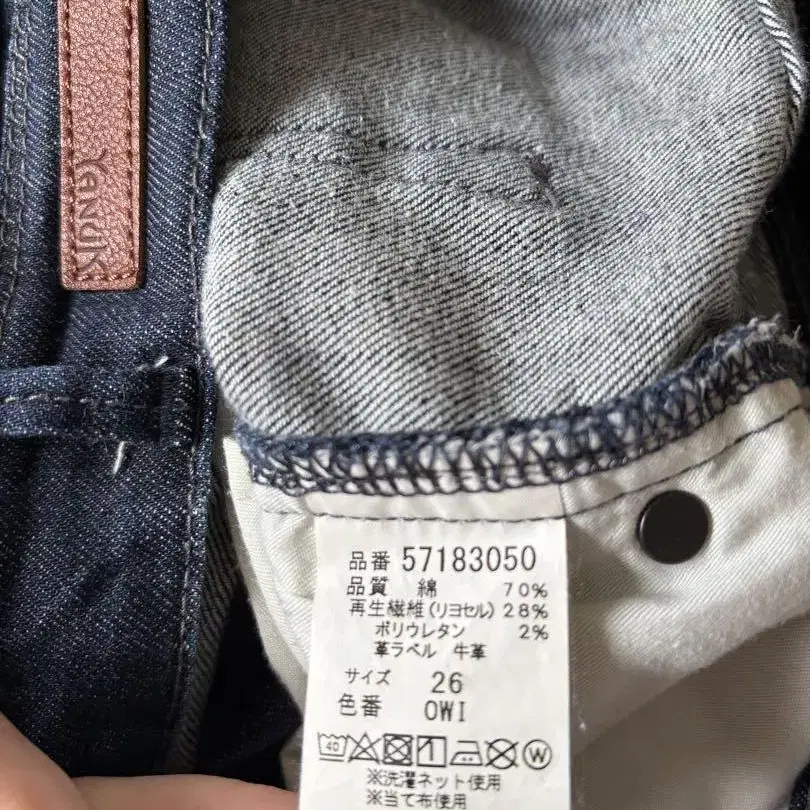 YANUK
品番 57183050
品質 綿 70%
再生繊維(リヨセル) 28%
ポリウレタン 2%
革ラベル 牛革
サイズ 26
色番 OWI
40 W
※洗濯ネット使用
※当て布使用